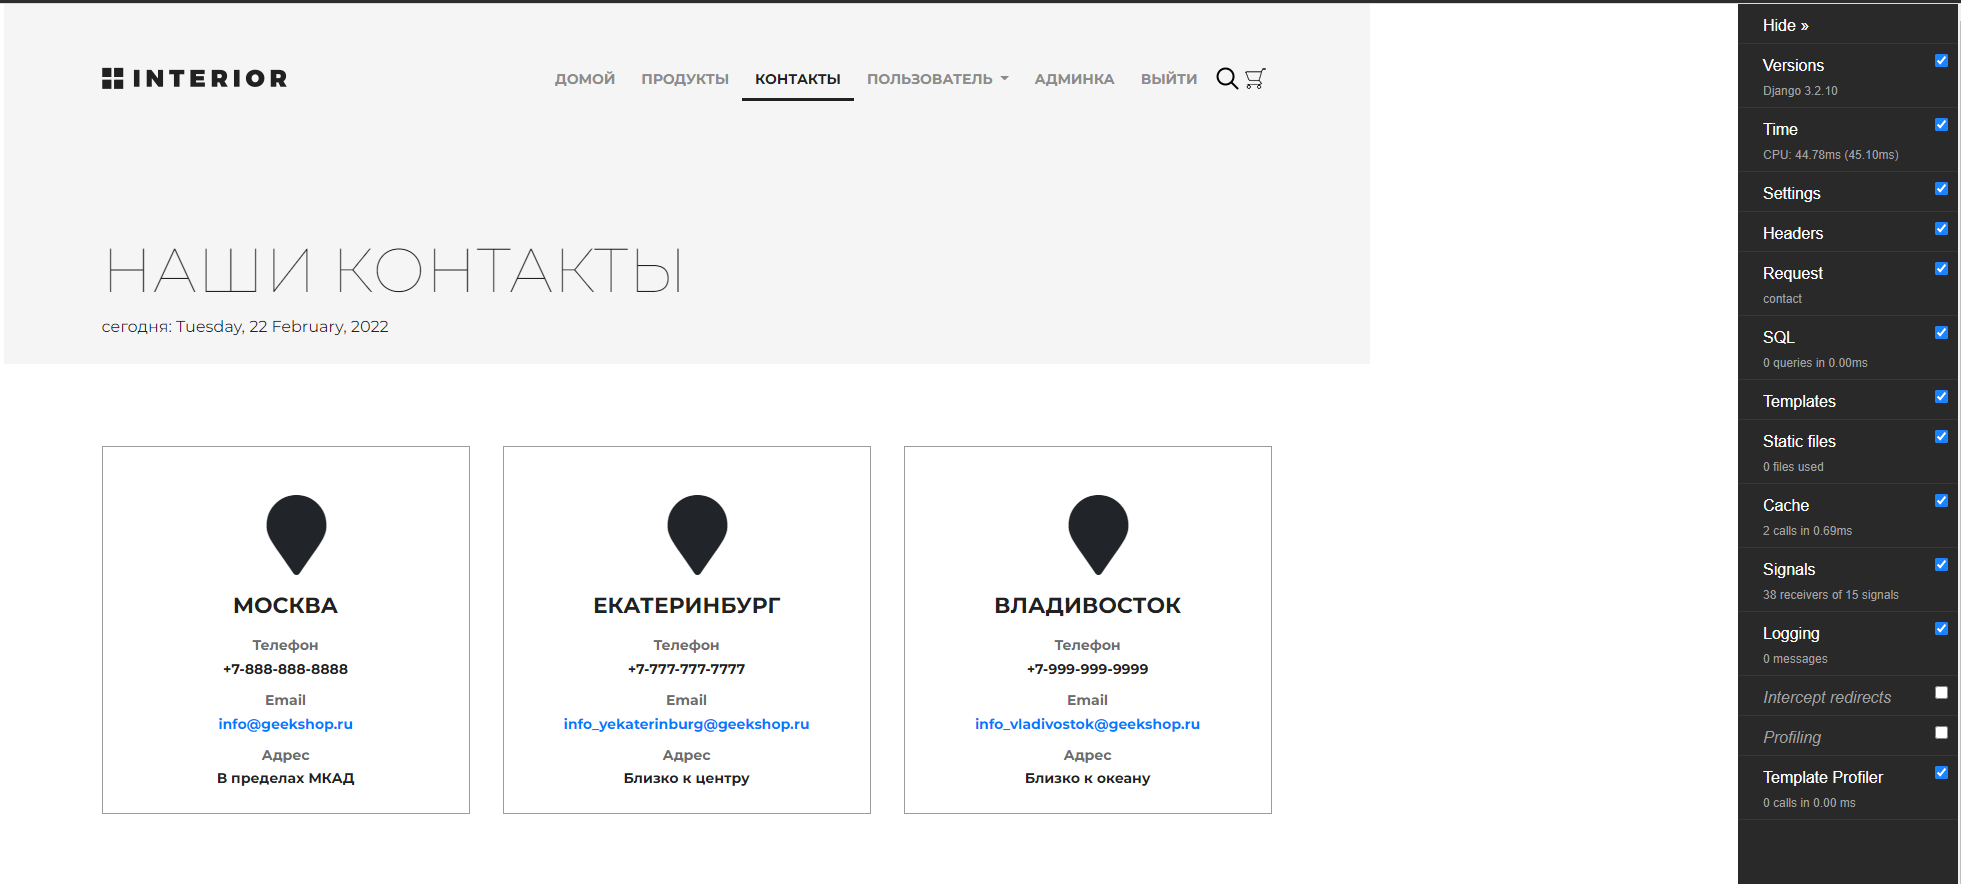 INTERIOR
ДОМОЙ ПРОДУКТЫ КОНТАКТЫ ПОЛЬЗОВАТЕЛЬ АДМИНКА ВЫЙТИ
НАШИ КОНТАКТЫ
сегодня: Tuesday, 22 February, 2022
МОСКВА
Телефон
+7-888-888-8888
Email
info@geekshop.ru
Адрес
В пределах МКАД
ЕКАТЕРИНБУРГ
Телефон
+7-777-777-7777
Email
info_yekaterinburg@geekshop.ru
Адрес
Близко к центру
ВЛАДИВОСТОК
Телефон
+7-999-999-9999
Email
info_vladivostok@geekshop.ru
Адрес
Близко к океану
Hide »
Versions
Django 3.2.10
Time
CPU: 44.78ms (45.10ms)
Settings
Headers
Request
contact
SQL
0 queries in 0.00ms
Templates
Static files
0 files used
Cache
2 calls in 0.69ms
Signals
38 receivers of 15 signals
Logging
0 messages
Intercept redirects
Profiling
Template Profiler
0 calls in 0.00 ms